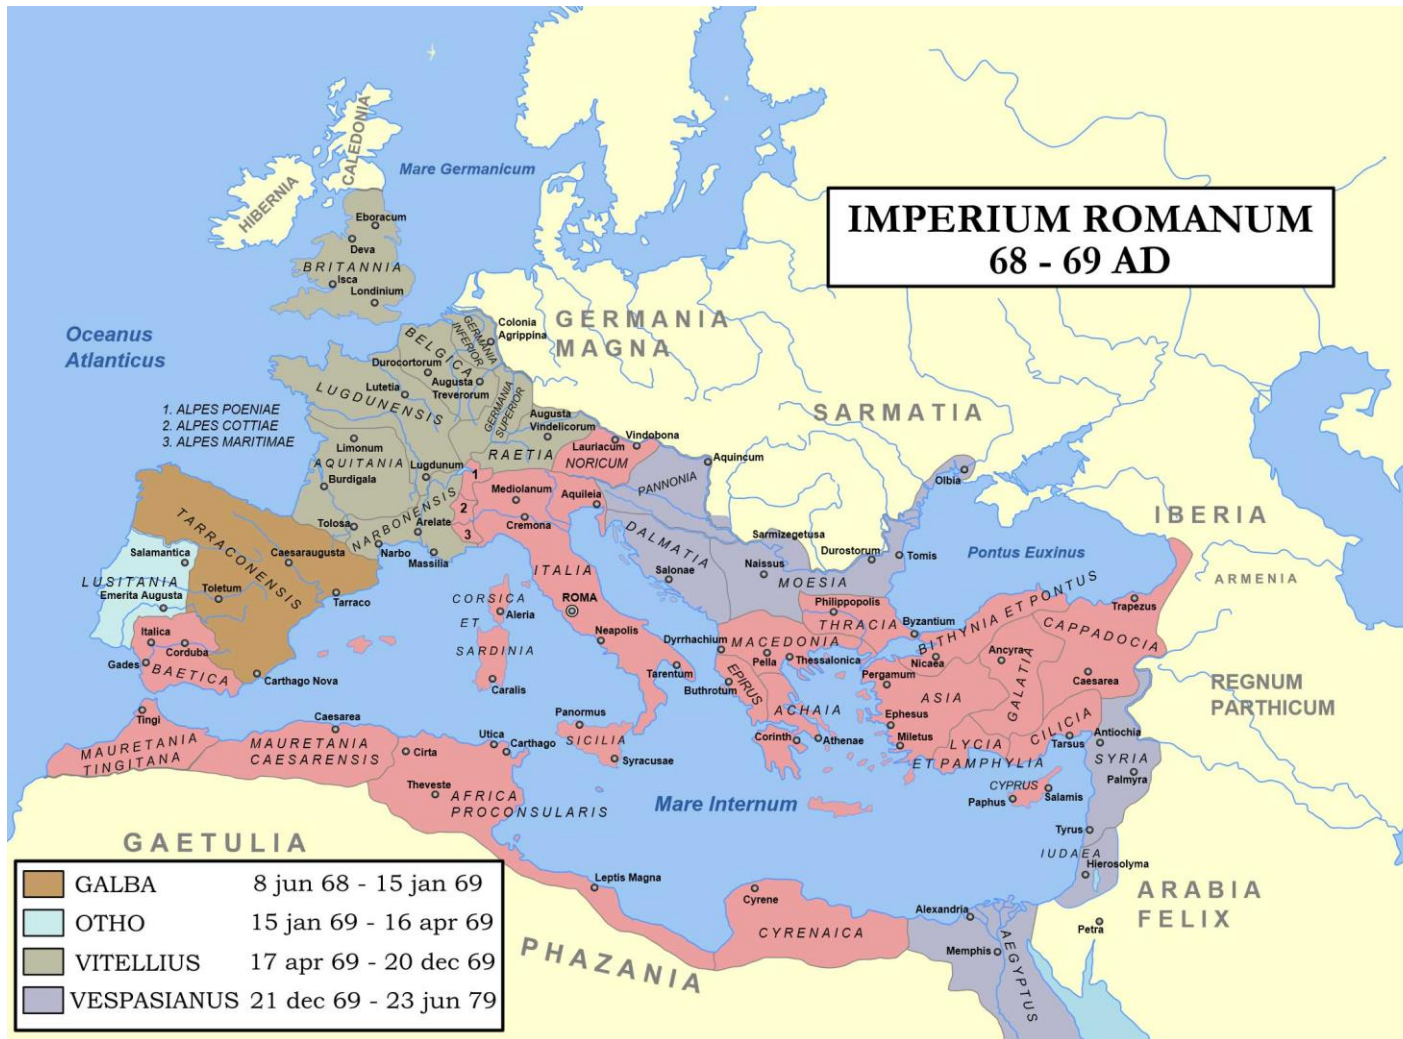 IMPERIUM ROMANUM
68 - 69 AD
CALEDONIA
HIBERNIA
Mare Germanicum
Eboracum
Deva
BRITANNIA
Isca
Londinium
Oceanus
Atlanticus
GERMANIA
MAGNA
Colonia
Agrippina
GERMANIA
INFERIOR
BELGICA
Durocortorum
Augusta
Treverorum
Lutetia
LUGDUNENSIS
GERMANIA
SUPERIOR
SARMATIA
1. ALPES POENIAE
2. ALPES COTTIAE
3. ALPES MARITIMAE
Augusta
Vindelicorum
Limonum
AQUITANIA
Burdigala
Lugdunum
RAETIA
Lauriacum
Vindobona
NORICUM
Aquincum
PANNONIA
Olbia
1
2
3
Mediolanum
Aquileia
Cremona
Tolosa
NARBONENSIS
Arelate
Narbo
Massilia
TARRACONENSIS
Salamantica
Caesaraugusta
LUSITANIA
Toletum
Emerita Augusta
Tarraco
Italica
Corduba
Gades
BAETICA
Carthago Nova
DALMATIA
Salonae
Sarmizegetusa
Naissus
MOESIA
Durostorum
Tomis
Pontus Euxinus
IBERIA
ARMENIA
ITALIA
ROMA
CORSICA
ET
SARDINIA
Aleria
Caralis
Neapolis
Tarentum
Dyrrhachium
Buthrotum
Philippopolis
THRACIA
Byzantium
MACEDONIA
Pella
Thessalonica
EPIRUS
ACHAIA
Corinth
Athenae
BITHYNIA ET PONTUS
Trapezus
Nicaea
Ancyra
CAPPADOCIA
Caesarea
Pergamum
ASIA
GALATIA
Ephesus
Miletus
LYCIA
ET PAMPHYLIA
CILICIA
Tarsus
REGNUM
PARTHICUM
Antiochia
SYRIA
Palmyra
CYPRUS
Paphus
Salamis
Tyrus
IUDAEA
Hierosolyma
Tingi
MAURETANIA
TINGITANA
Caesarea
MAURETANIA
CAESARENSIS
Cirta
Utica
Carthago
Panormus
SICILIA
Syracusae
Theveste
AFRICA
PROCONSULARIS
Mare Internum
GAETULIA
Leptis Magna
PHAZANIA
Cyrene
CYRENAICA
Alexandria
Memphis
AEGYPTUS
ARABIA
FELIX
Petra
GALBA 8 jun 68 - 15 jan 69
OTHO 15 jan 69 - 16 apr 69
VITELLIUS 17 apr 69 - 20 dec 69
VESPASIANUS 21 dec 69 - 23 jun 79